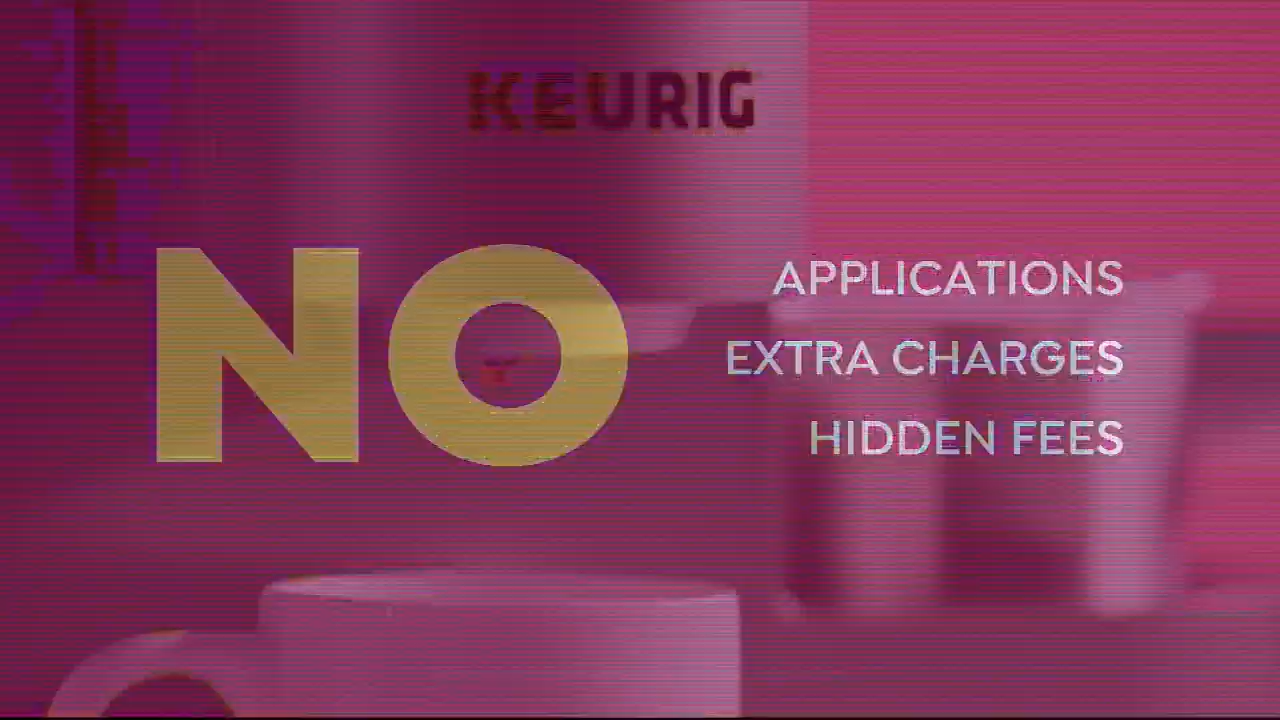 KEURIG
NO
APPLICATIONS
EXTRA CHARGES
HIDDEN FEES